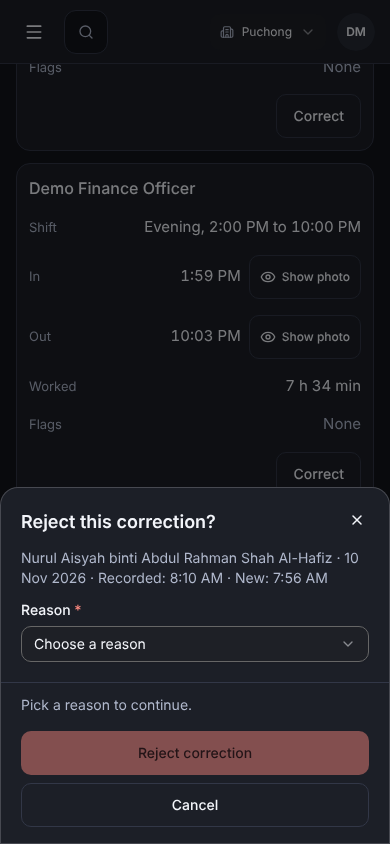 Puchong
DM
Flags
None
Correct
Demo Finance Officer
Shift
Evening, 2:00 PM to 10:00 PM
In
1:59 PM
Show photo
Out
10:03 PM
Show photo
Worked
7 h 34 min
Flags
None
Correct
Reject this correction?
Nurul Aisyah binti Abdul Rahman Shah Al-Hafiz · 10
Nov 2026 · Recorded: 8:10 AM · New: 7:56 AM
Reason *
Choose a reason
Pick a reason to continue.
Reject correction
Cancel